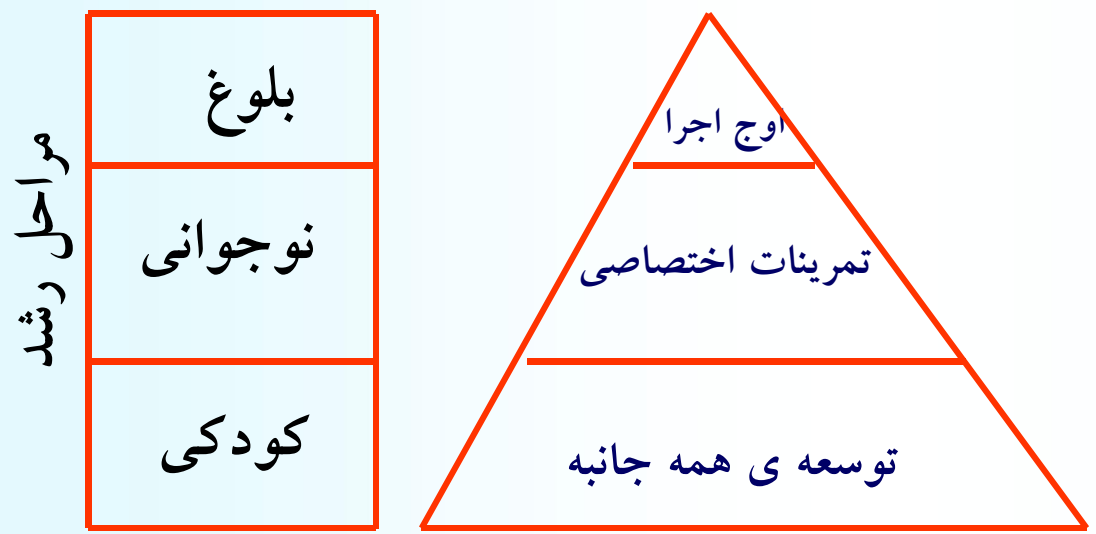 مراحل رشد
بلوغ
نوجوانی
کودکی
اوج اجرا
تمرینات اختصاصی
توسعه ی همه جانبه